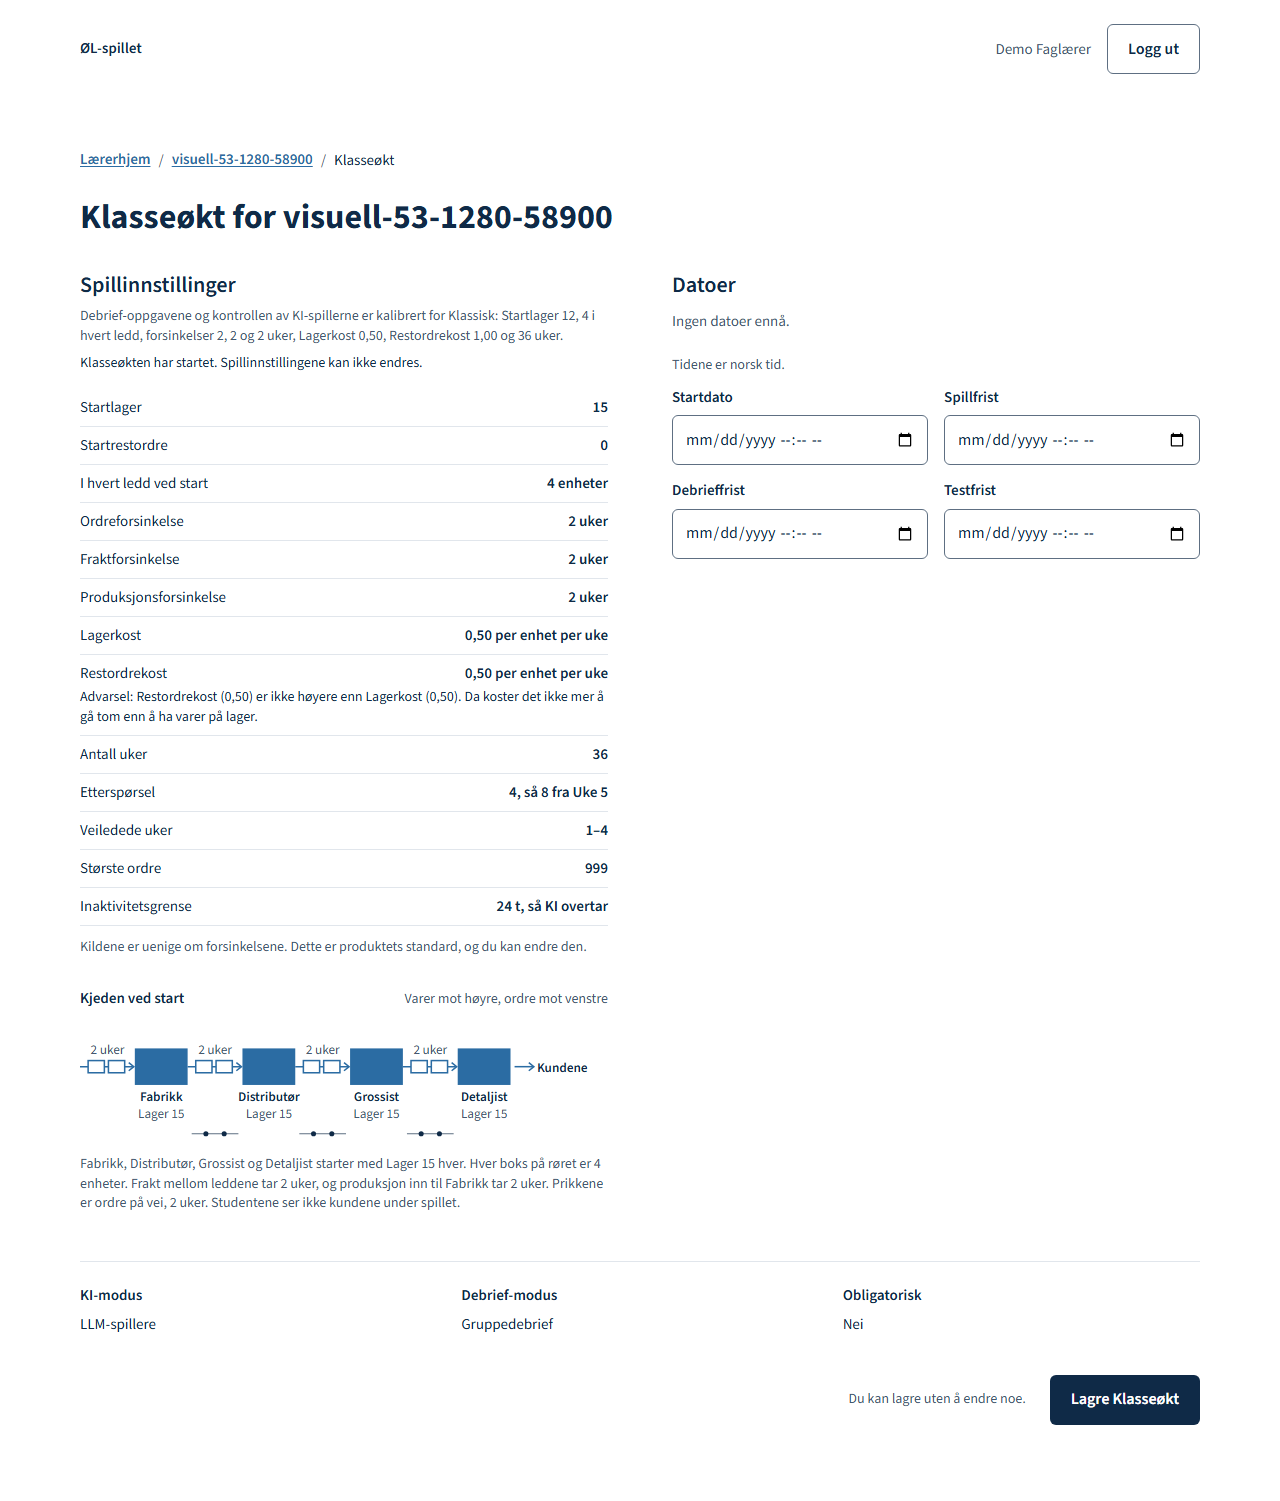 ØL-spillet
Demo Faglærer
Logg ut
Lærerhjem / visuell-53-1280-58900 / Klasseøkt
Klasseøkt for visuell-53-1280-58900
Spillinnstillinger
Debrief-oppgavene og kontrollen av KI-spillerne er kalibrert for Klassisk: Startlager 12, 4 i
hvert ledd, forsinkelser 2, 2 og 2 uker, Lagerkost 0,50, Restordrekost 1,00 og 36 uker.
Klasseøkten har startet. Spillinnstillingene kan ikke endres.
Startlager 15
Startrestordre 0
I hvert ledd ved start 4 enheter
Ordreforsinkelse 2 uker
Fraktforsinkelse 2 uker
Produksjonsforsinkelse 2 uker
Lagerkost 0,50 per enhet per uke
Restordrekost 0,50 per enhet per uke
Advarsel: Restordrekost (0,50) er ikke høyere enn Lagerkost (0,50). Da koster det ikke mer å
gå tom enn å ha varer på lager.
Antall uker 36
Etterspørsel 4, så 8 fra Uke 5
Veiledede uker 1–4
Største ordre 999
Inaktivitetsgrense 24 t, så KI overtar
Kildene er uenige om forsinkelsene. Dette er produktets standard, og du kan endre den.
Kjeden ved start Varer mot høyre, ordre mot venstre
2 uker 2 uker 2 uker 2 uker
Kundene
Fabrikk Distributør Grossist Detaljist
Lager 15 Lager 15 Lager 15 Lager 15
Fabrikk, Distributør, Grossist og Detaljist starter med Lager 15 hver. Hver boks på røret er 4
enheter. Frakt mellom leddene tar 2 uker, og produksjon inn til Fabrikk tar 2 uker. Prikkene
er ordre på vei, 2 uker. Studentene ser ikke kundene under spillet.
Datoer
Ingen datoer ennå.
Tidene er norsk tid.
Startdato Spillfrist
mm/dd/yyyy --:-- -- mm/dd/yyyy --:-- --
Debrieffrist Testfrist
mm/dd/yyyy --:-- -- mm/dd/yyyy --:-- --
KI-modus Debrief-modus Obligatorisk
LLM-spillere Gruppedebrief Nei
Du kan lagre uten å endre noe.
Lagre Klasseøkt